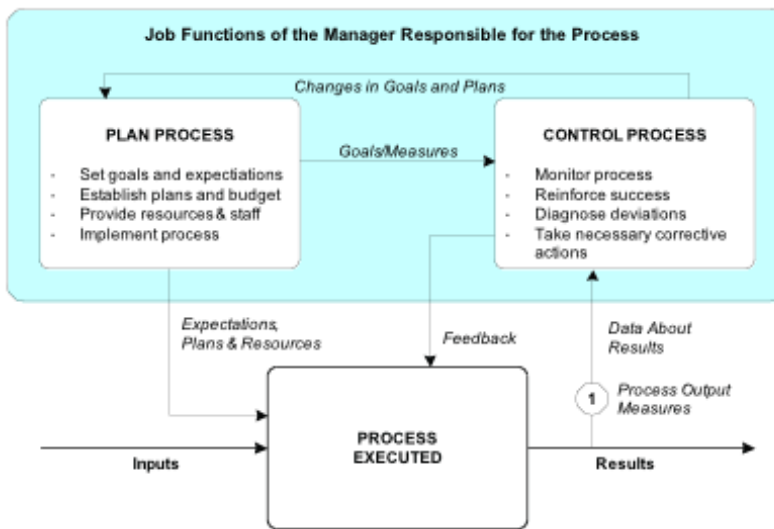 Job Functions of the Manager Responsible for the Process
Changes in Goals and Plans
PLAN PROCESS
- Set goals and expectiations
- Establish plans and budget
- Provide resources & staff
- Implement process
Goals/Measures
CONTROL PROCESS
- Monitor process
- Reinforce success
- Diagnose deviations
- Take necessary corrective
actions
Expectations,
Plans & Resources
Feedback
Data About
Results
1
Process Output
Measures
PROCESS
EXECUTED
Inputs
Results